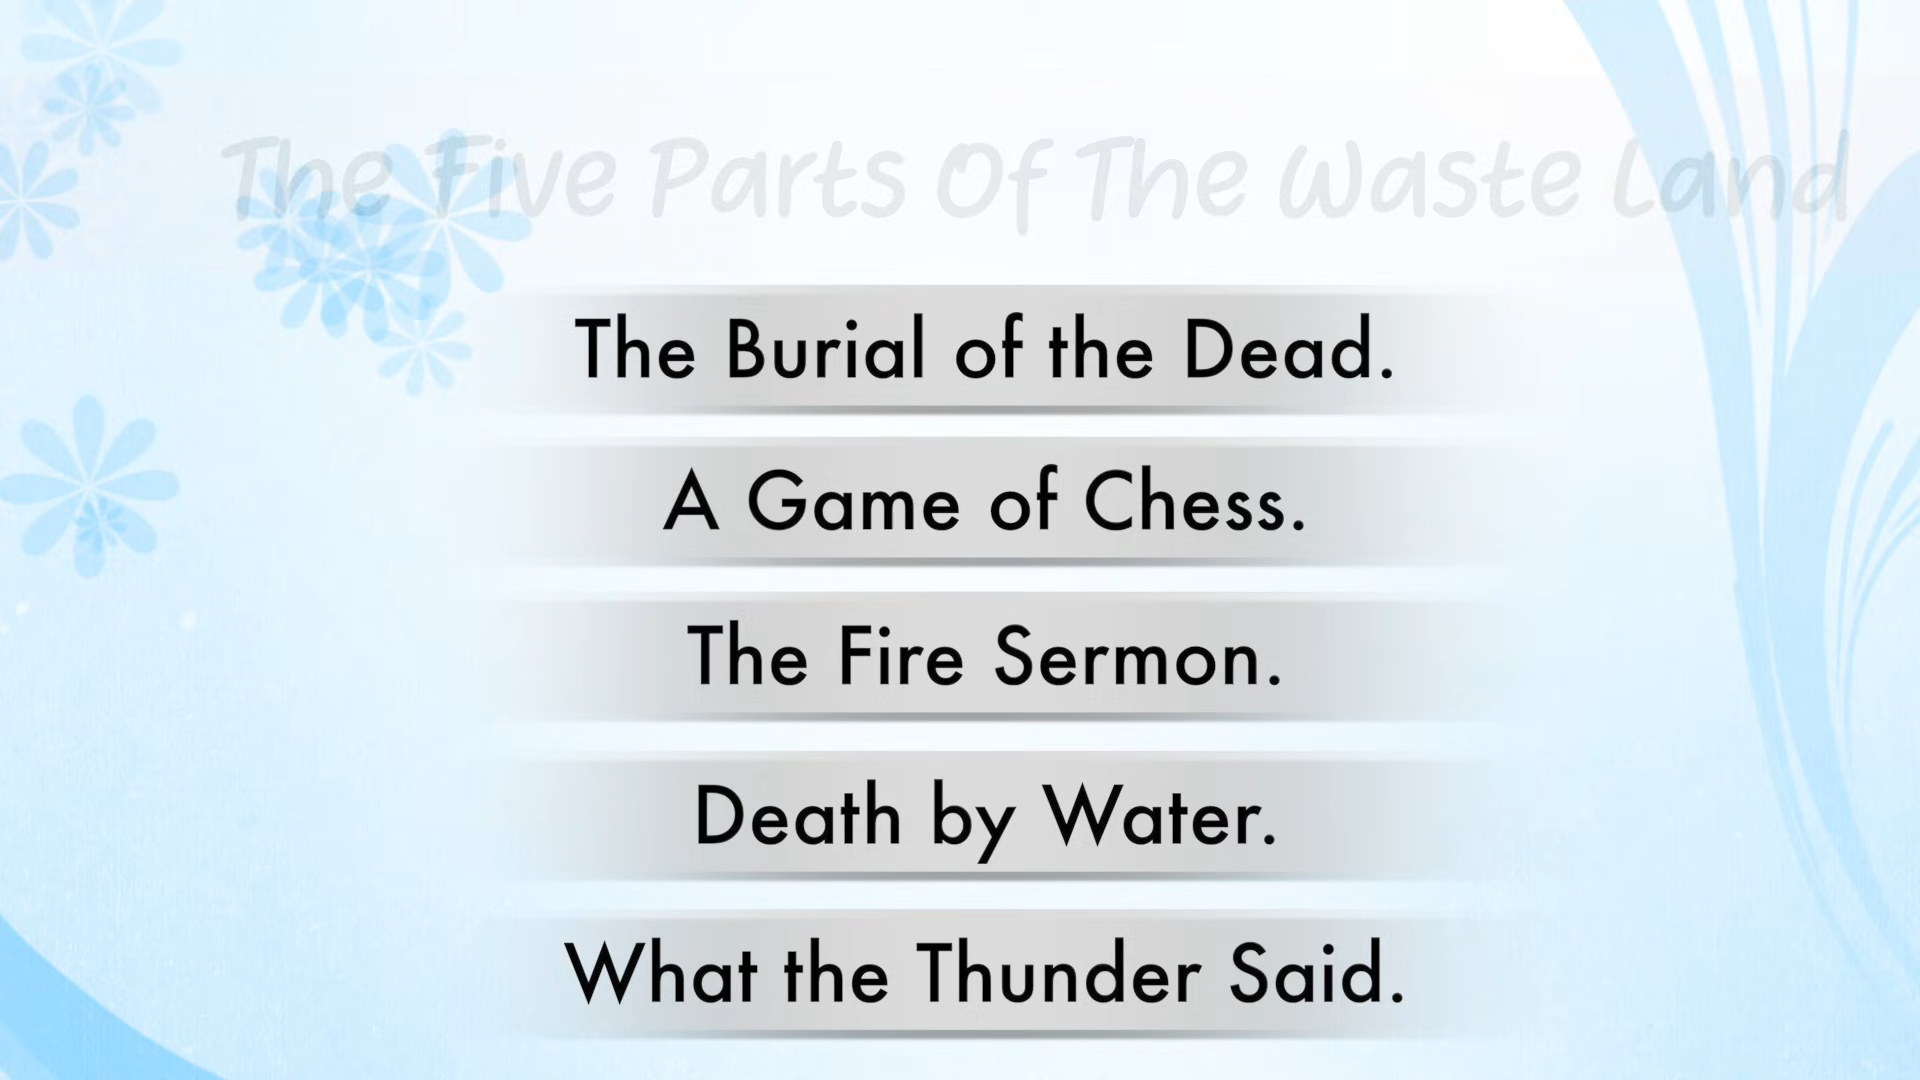 The Five Parts Of The Waste Land
The Burial of the Dead.
A Game of Chess.
The Fire Sermon.
Death by Water.
What the Thunder Said.